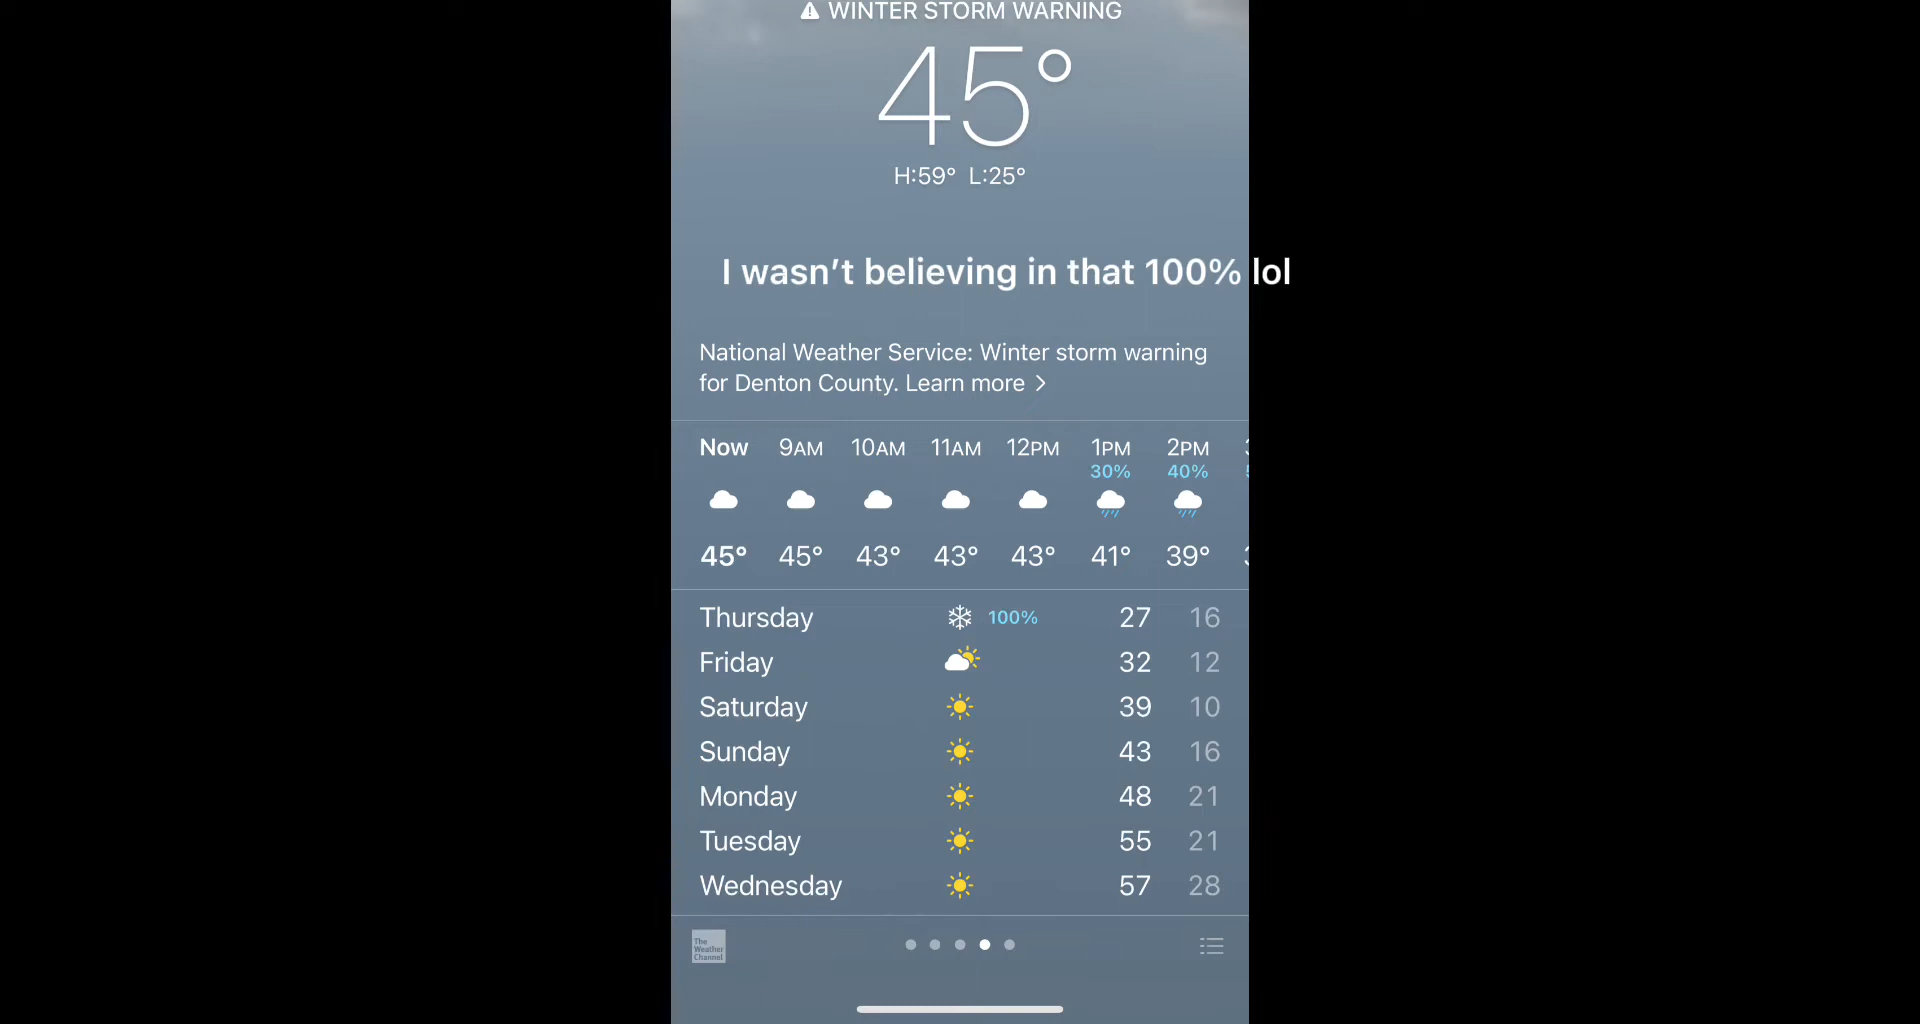 ⚠ WINTER STORM WARNING
45°
H:59° L:25°
I wasn’t believing in that 100% lol
National Weather Service: Winter storm warning
for Denton County. Learn more >
Now 9AM 10AM 11AM 12PM 1PM 2PM
30% 40%
45° 45° 43° 43° 43° 41° 39°
Thursday 100% 27 16
Friday 32 12
Saturday 39 10
Sunday 43 16
Monday 48 21
Tuesday 55 21
Wednesday 57 28
The
Weather
Channel